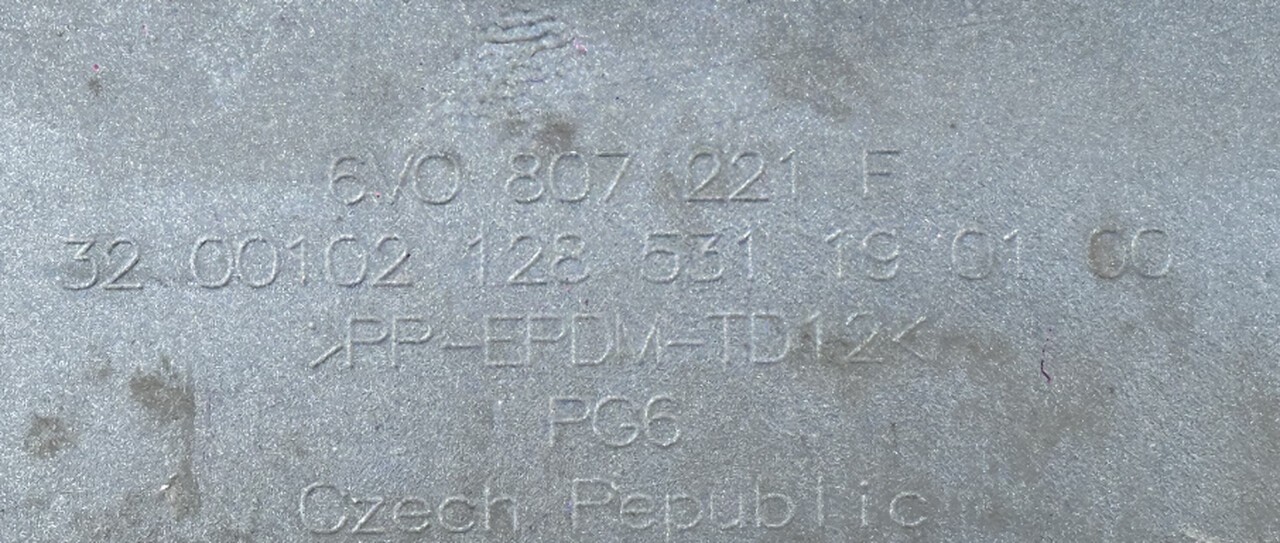 6V0 807 221 F
32 00102 128 531 19 01 00
>PP-EPDM-TD12<
PG6
Czech Republic